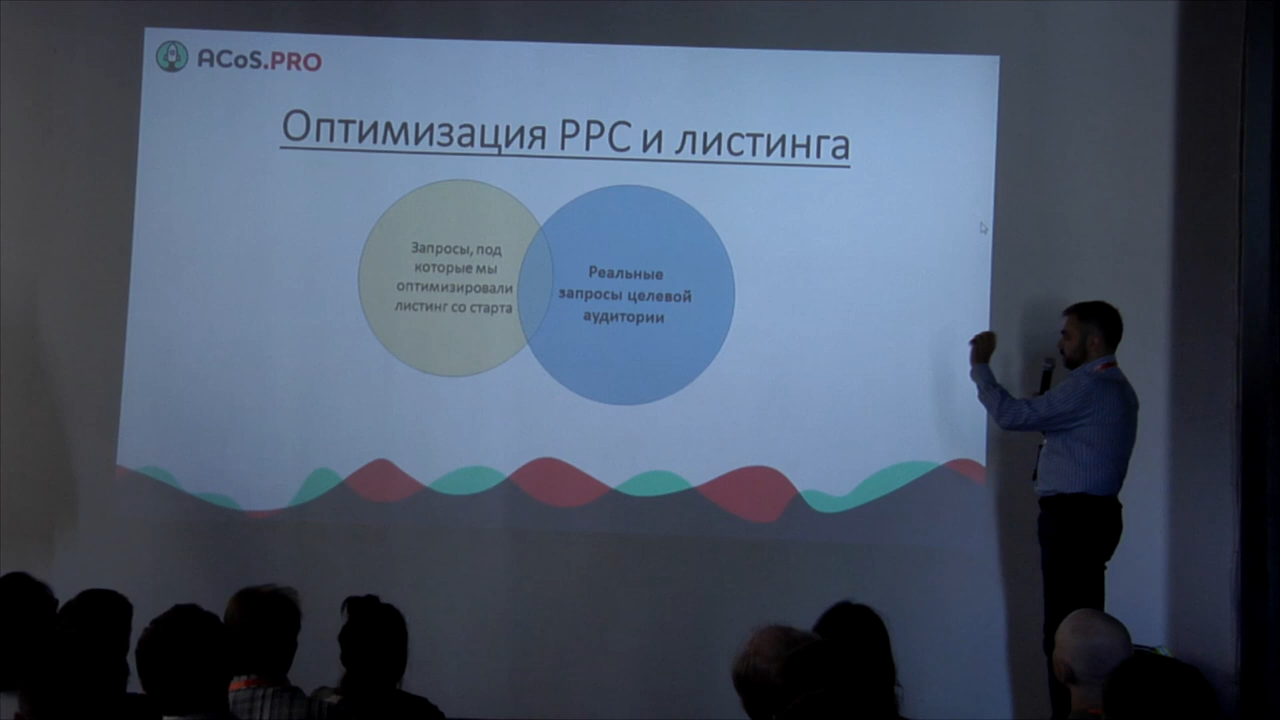 ACoS.PRO
Оптимизация PPC и листинга
Запросы, под
которые мы
оптимизировали
листинг со старта
Реальные
запросы целевой
аудитории